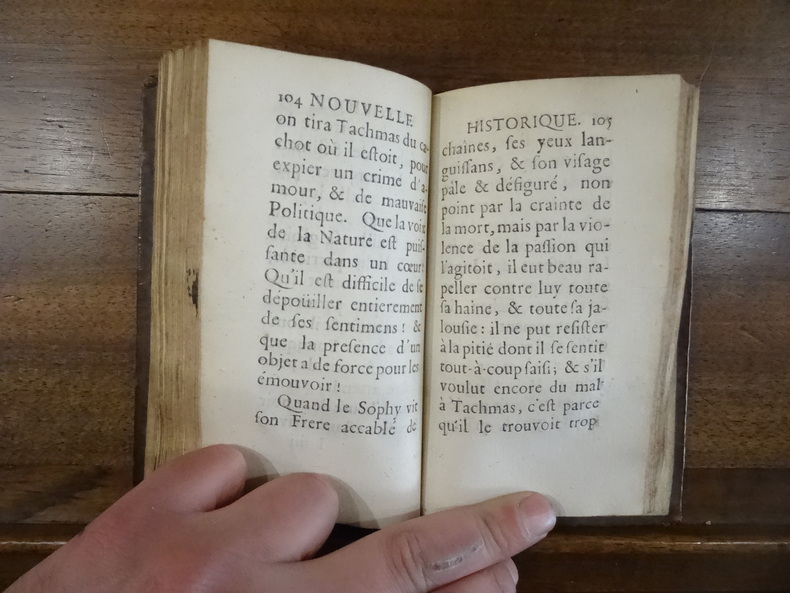 104 NOUVELLE
on tira Tachmas du ca-
chot où il eſtoit, pour
expier un crime d'a-
mour, & de mauvaiſe
Politique. Que la voix
de la Nature eſt puiſ-
ſante dans un cœur!
Qu'il eſt difficile de ſe
dépoüiller entierement
de ſes ſentimens! &
que la preſence d'un
objet a de force pour les
émouvoir!
Quand le Sophy vit
ſon Frere accablé de
HISTORIQUE. 105
chaînes, ſes yeux lan-
guiſſans, & ſon viſage
pâle & défiguré, non
point par la crainte de
la mort, mais par la vio-
lence de la paſſion qui
l'agitoit, il eut beau ra-
peller contre luy toute
ſa haine, & toute ſa ja-
louſie: il ne put reſiſter
à la pitié dont il ſe ſentit
tout-à-coup ſaiſi; & s'il
voulut encore du mal
à Tachmas, c'eſt parce
qu'il le trouvoit trop